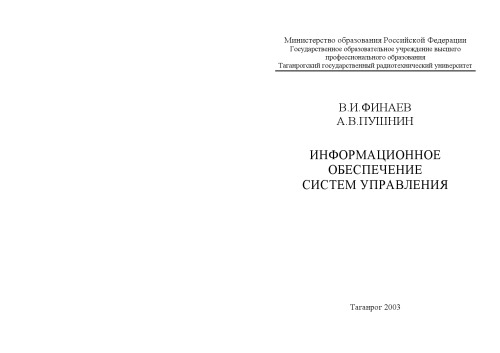 Министерство образования Российской Федерации
Государственное образовательное учреждение высшего
профессионального образования
Таганрогский государственный радиотехнический университет
В.И.ФИНАЕВ
А.В.ПУШНИН
ИНФОРМАЦИОННОЕ
ОБЕСПЕЧЕНИЕ
СИСТЕМ УПРАВЛЕНИЯ
Таганрог 2003